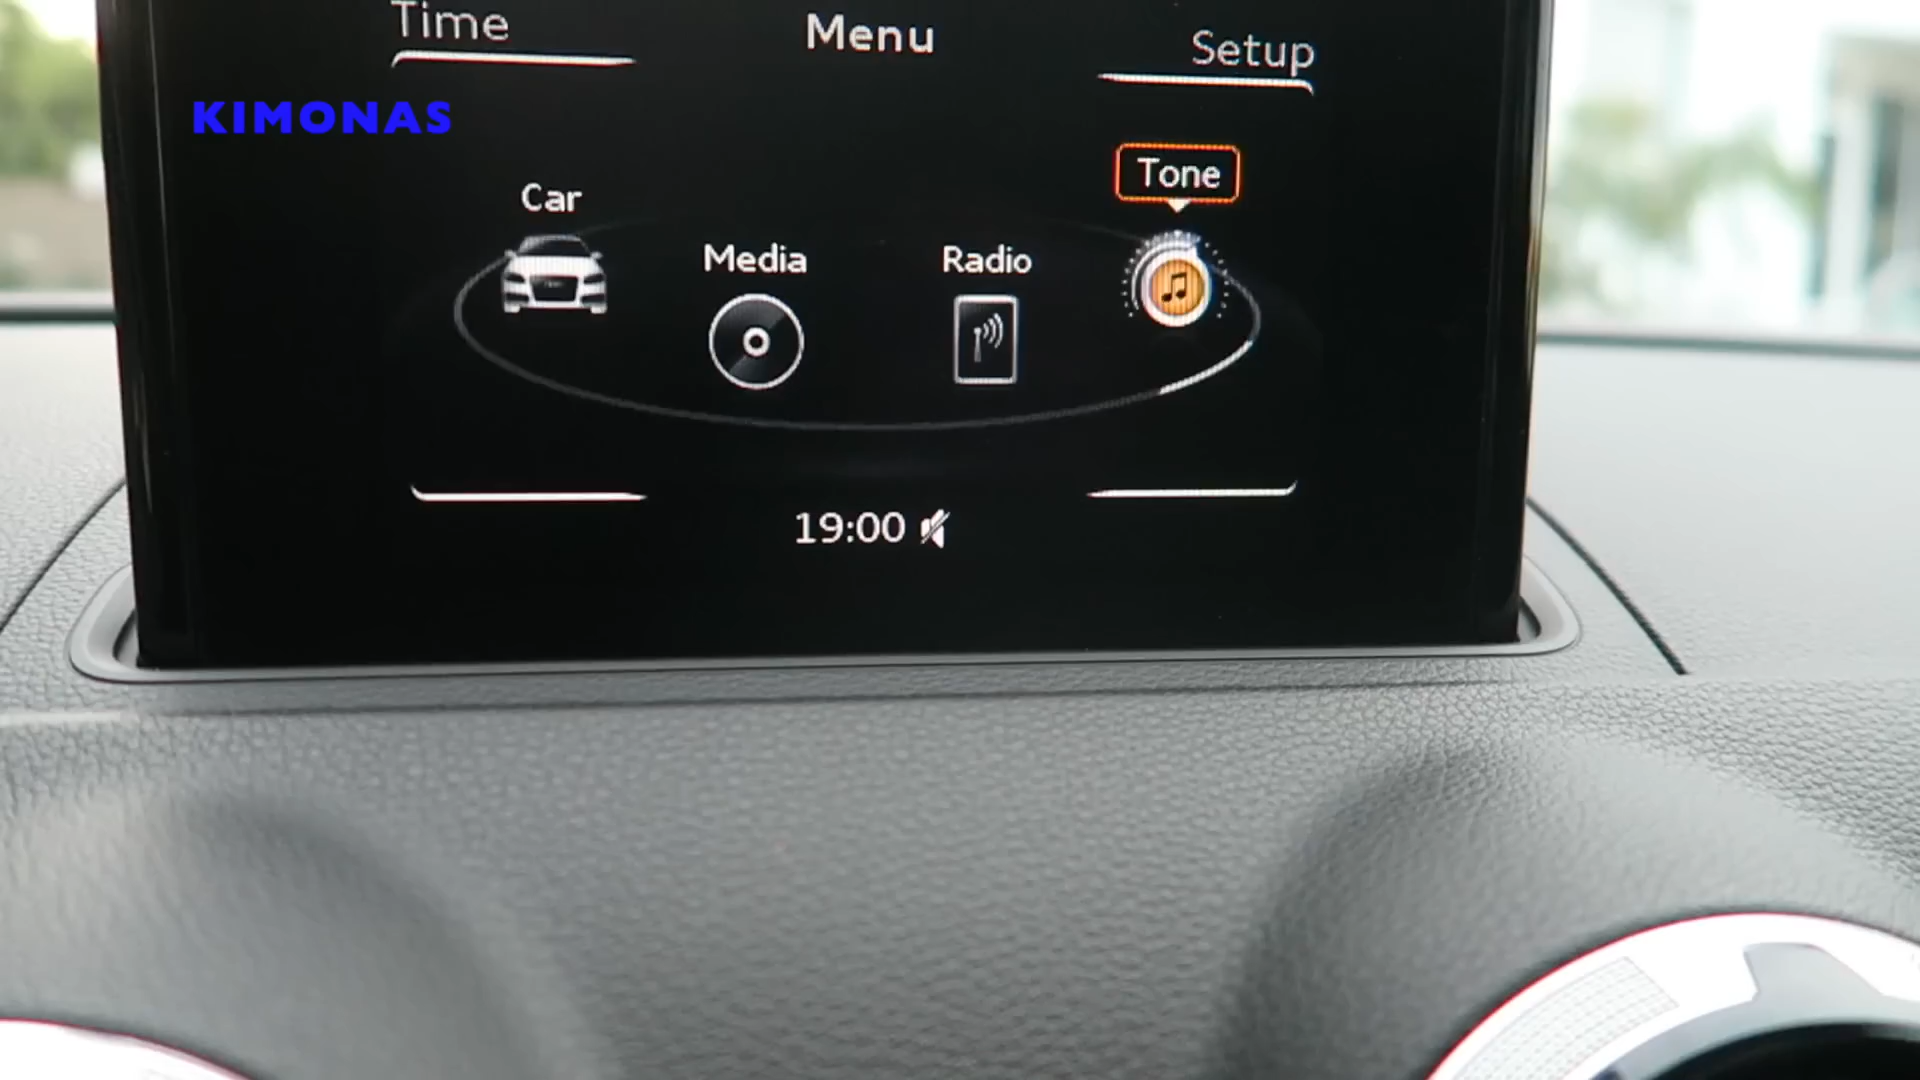 Time
Menu
Setup
KIMONAS
Tone
Car
Media
Radio
19:00